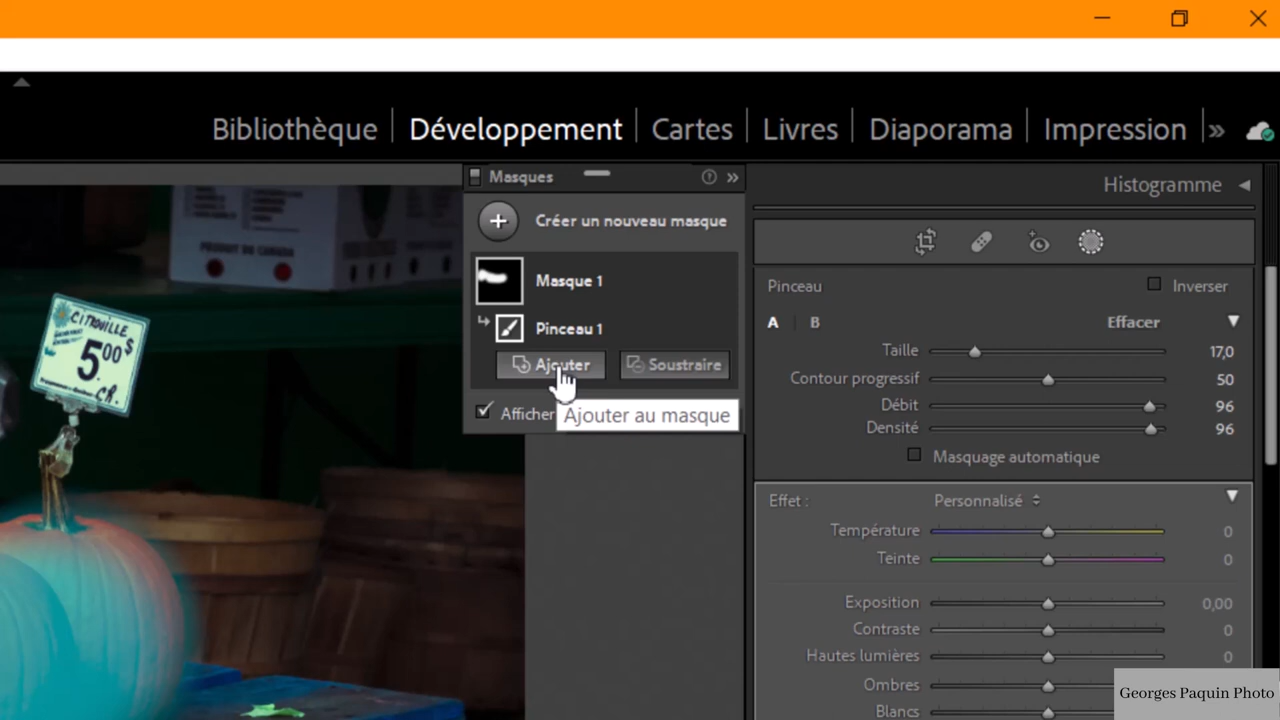 Bibliothèque Développement Cartes Livres Diaporama Impression »
Masques
Histogramme
Créer un nouveau masque
PRODUIT DU CANADA
Masque 1
Pinceau
Inverser
CITROUILLE
5.00$
ch.
Pinceau 1
A B Effacer
Taille 17,0
Ajouter Soustraire
Contour progressif 50
Débit 96
Afficher
Ajouter au masque
Densité 96
Masquage automatique
Effet : Personnalisé
Température 0
Teinte 0
Exposition 0,00
Contraste 0
Hautes lumières 0
Ombres
Blancs
Georges Paquin Photo